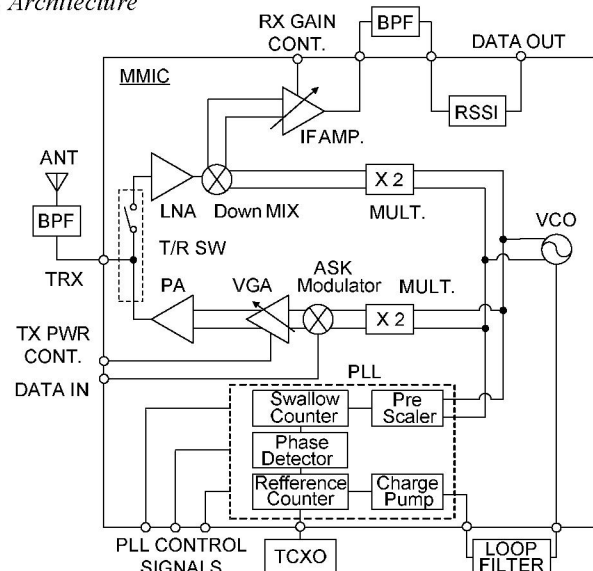 Architecture
RX GAIN
CONT.
BPF
DATA OUT
MMIC
RSSI
IF AMP.
ANT
BPF
LNA
Down MIX
X 2
MULT.
VCO
T/R SW
TRX
PA
VGA
ASK
Modulator
MULT.
X 2
TX PWR
CONT.
DATA IN
PLL
Swallow
Counter
Pre
Scaler
Phase
Detector
Refference
Counter
Charge
Pump
PLL CONTROL
SIGNALS
TCXO
LOOP
FILTER